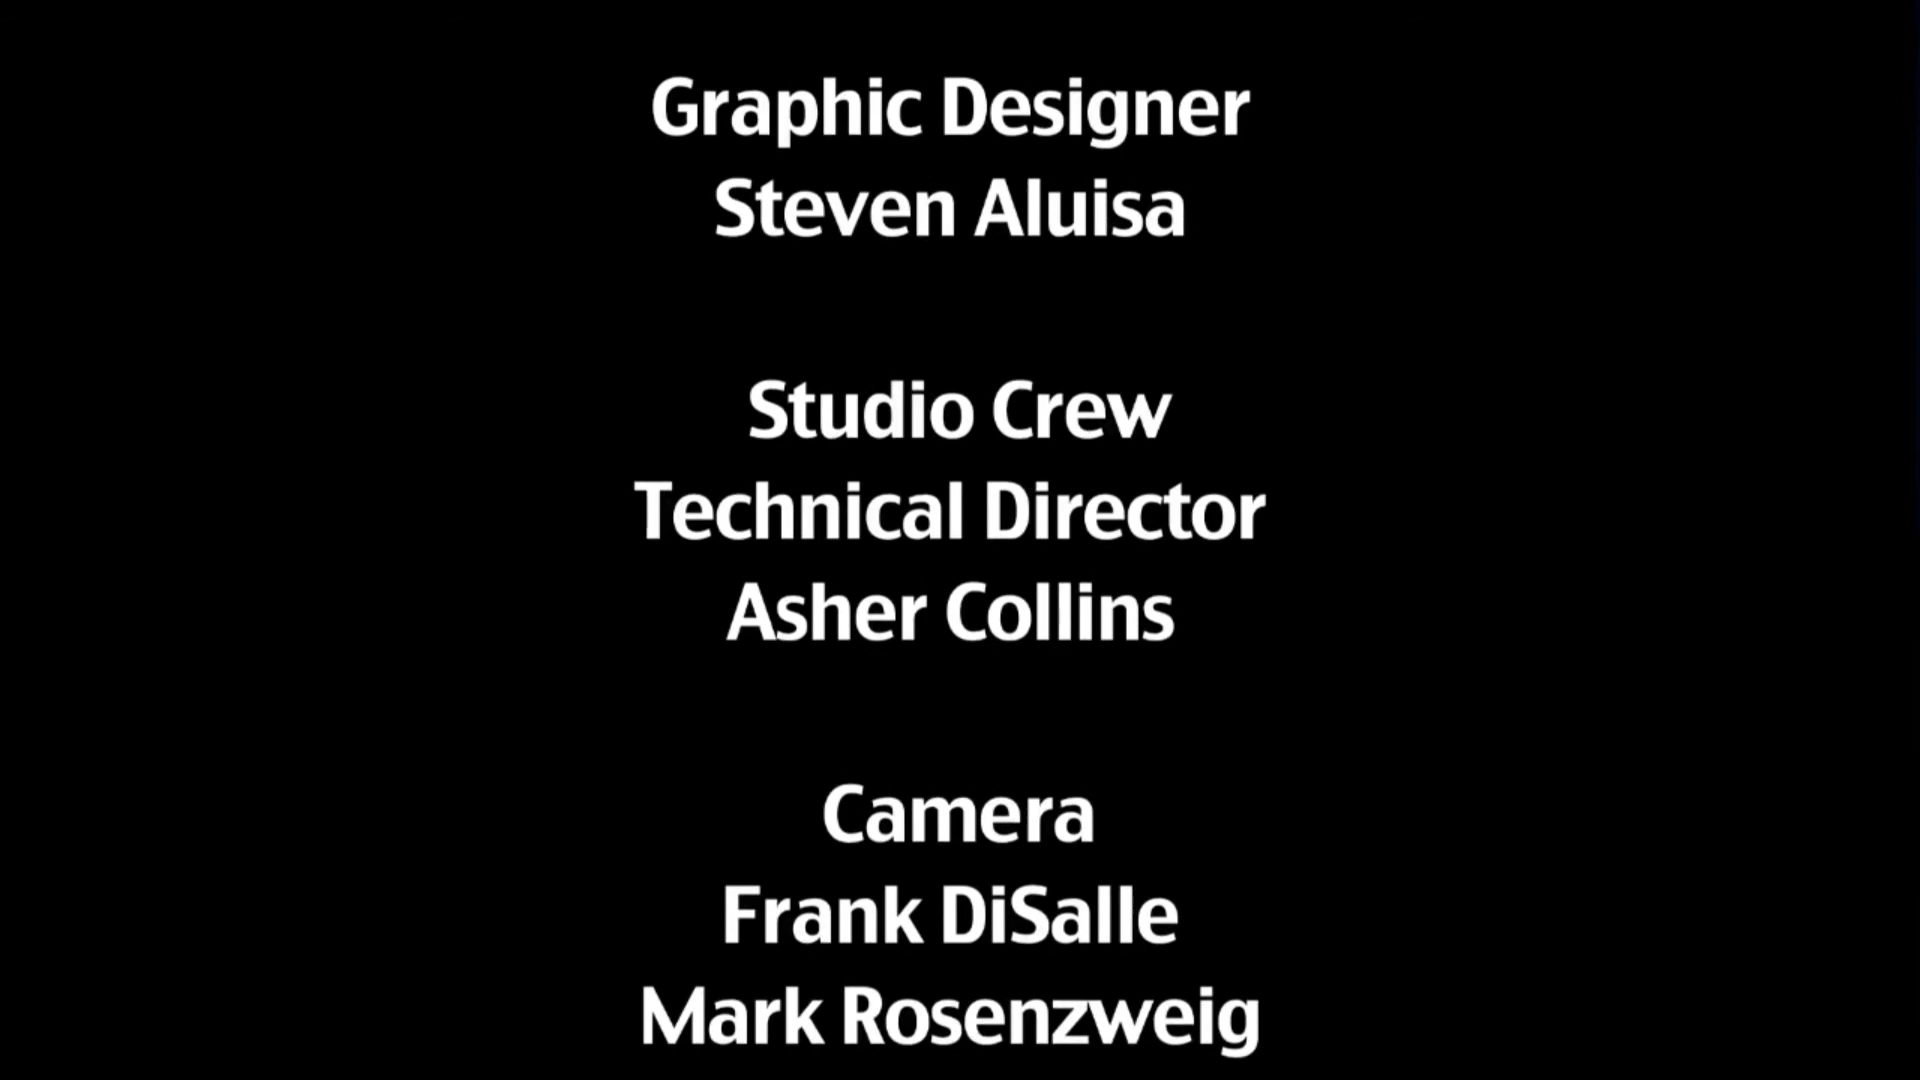 Graphic Designer
Steven Aluisa
Studio Crew
Technical Director
Asher Collins
Camera
Frank DiSalle
Mark Rosenzweig